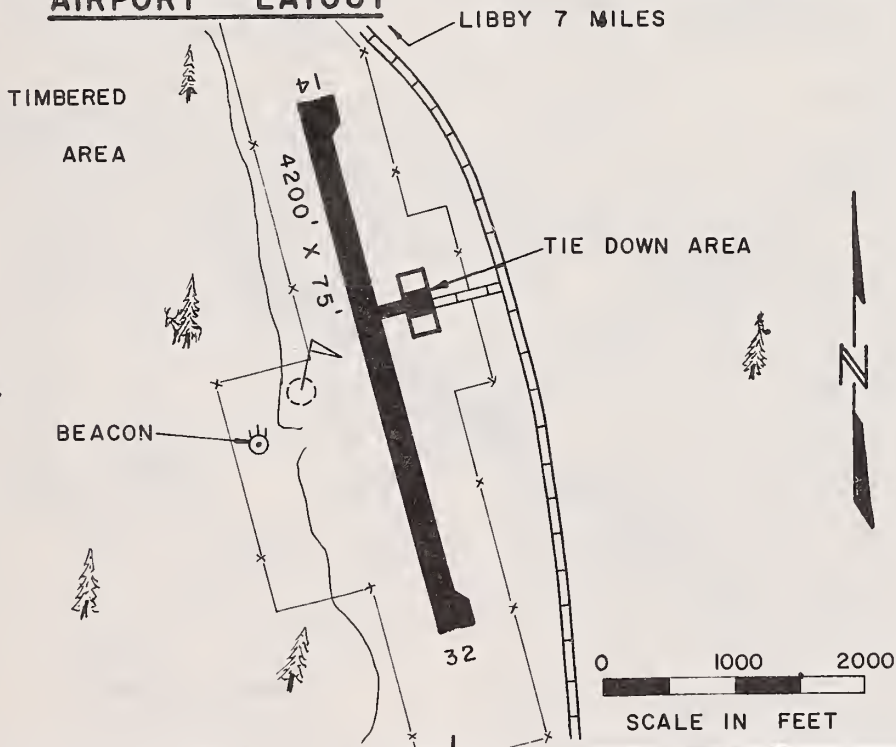 AIRPORT LAYOUT
LIBBY 7 MILES
TIMBERED
AREA
14
4200' X 75'
TIE DOWN AREA
N
BEACON
32
0 1000 2000
SCALE IN FEET